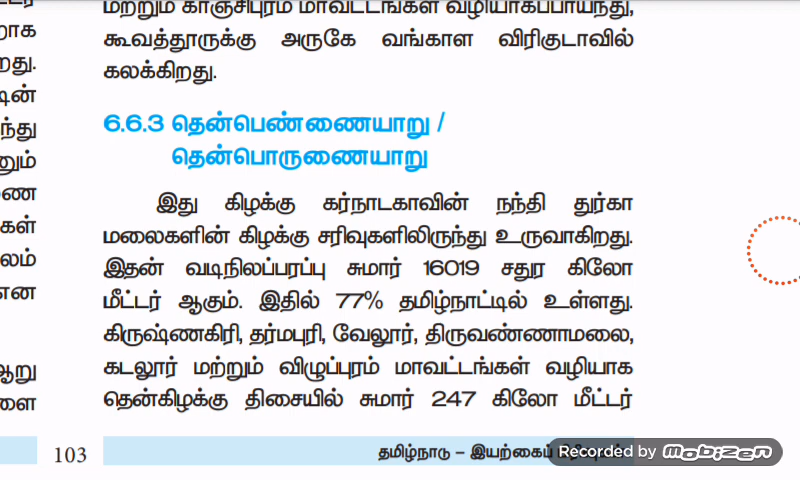 மற்றும் காஞ்சிபுரம் மாவட்டங்கள் வழியாகப்பாய்ந்து,
கூவத்தூருக்கு அருகே வங்காள விரிகுடாவில்
கலக்கிறது.
6.6.3 தென்பெண்ணையாறு /
தென்பொருணையாறு
இது கிழக்கு கர்நாடகாவின் நந்தி துர்கா
மலைகளின் கிழக்கு சரிவுகளிலிருந்து உருவாகிறது.
இதன் வடிநிலப்பரப்பு சுமார் 16019 சதுர கிலோ
மீட்டர் ஆகும். இதில் 77% தமிழ்நாட்டில் உள்ளது.
கிருஷ்ணகிரி, தர்மபுரி, வேலூர், திருவண்ணாமலை,
கடலூர் மற்றும் விழுப்புரம் மாவட்டங்கள் வழியாக
தென்கிழக்கு திசையில் சுமார் 247 கிலோ மீட்டர்
103
தமிழ்நாடு – இயற்கைப்
Recorded by mobizen